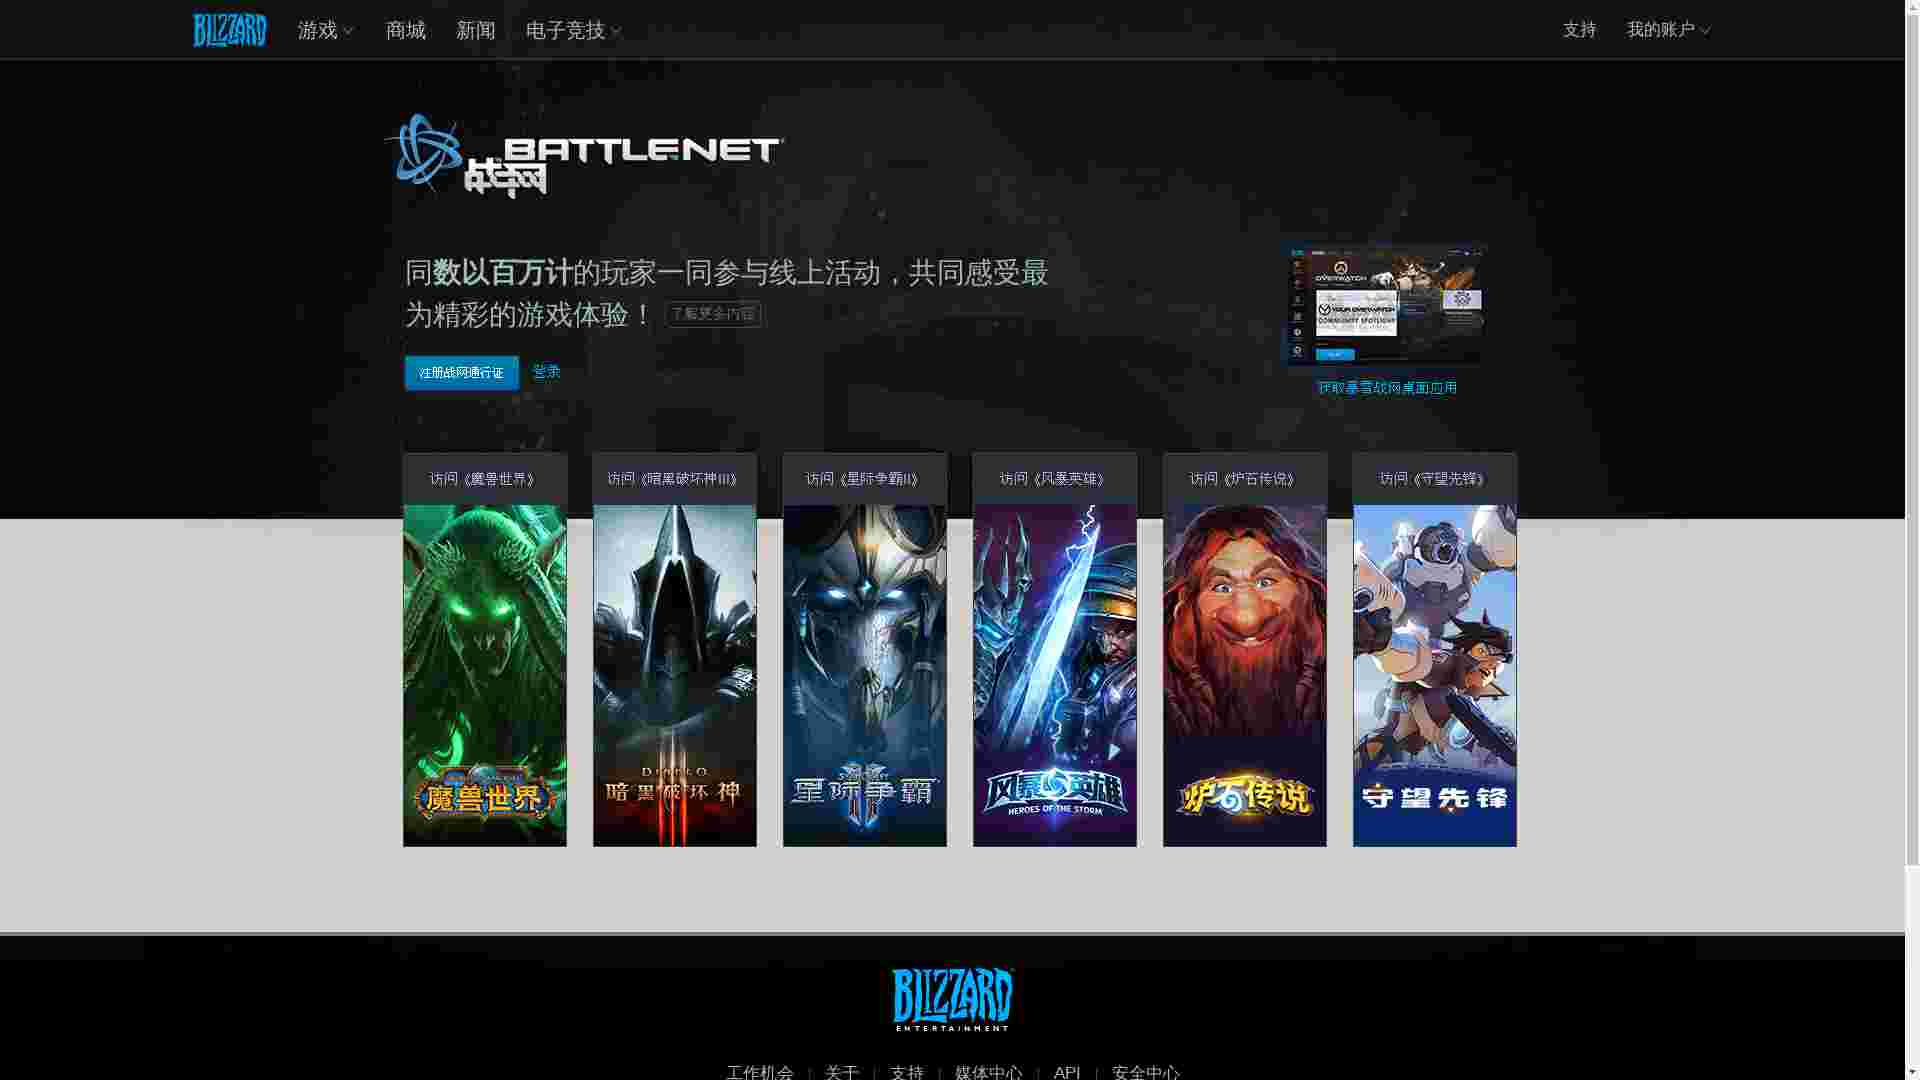 BLIZZARD 游戏 商城 新闻 电子竞技 支持 我的账户
BATTLE.NET
战网
同数以百万计的玩家一同参与线上活动，共同感受最
为精彩的游戏体验！ 了解更多内容
注册战网通行证 登录
OVERWATCH
YOUR OVERWATCH
COMMUNITY SPOTLIGHT
获取暴雪战网桌面应用
访问《魔兽世界》 访问《暗黑破坏神III》 访问《星际争霸II》 访问《风暴英雄》 访问《炉石传说》 访问《守望先锋》
魔兽世界
DIABLO
暗黑破坏神
III
STARCRAFT
星际争霸
II
风暴英雄
HEROES OF THE STORM
炉石传说
守望先锋
BLIZZARD
ENTERTAINMENT
工作机会 | 关于 | 支持 | 媒体中心 | API | 安全中心